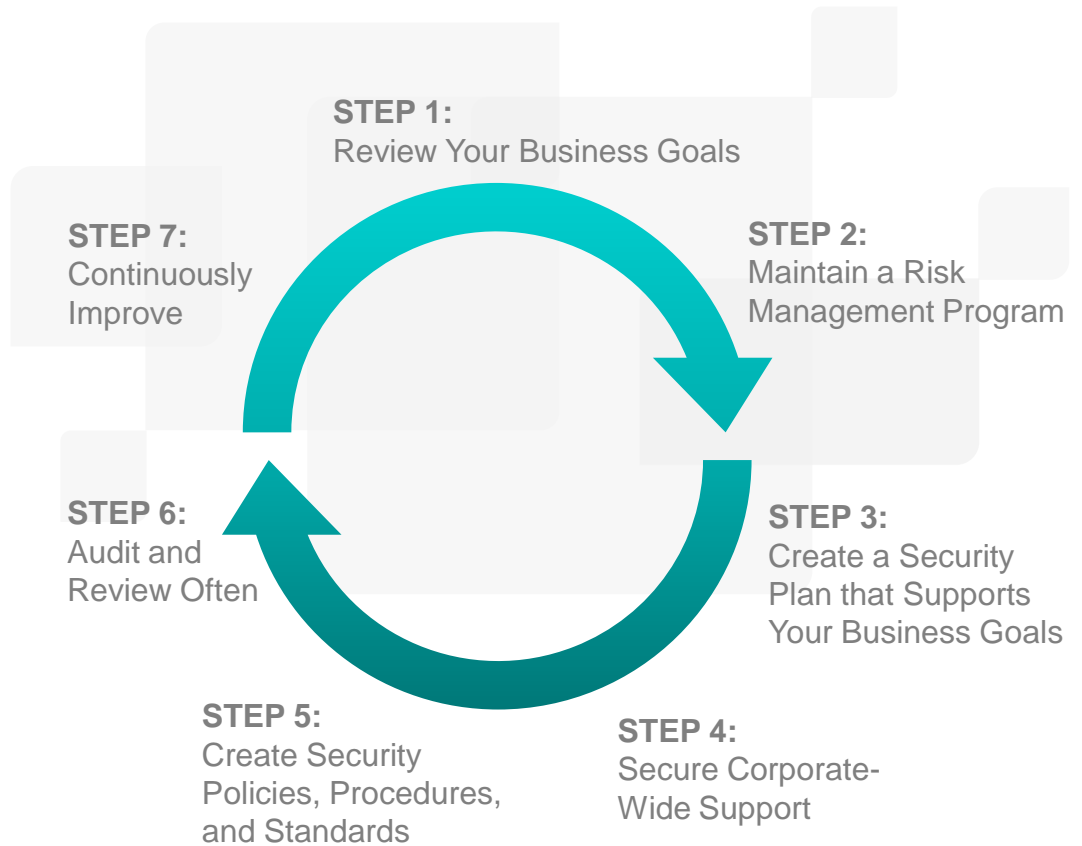 STEP 1:
Review Your Business Goals
STEP 2:
Maintain a Risk
Management Program
STEP 3:
Create a Security
Plan that Supports
Your Business Goals
STEP 4:
Secure Corporate-
Wide Support
STEP 5:
Create Security
Policies, Procedures,
and Standards
STEP 6:
Audit and
Review Often
STEP 7:
Continuously
Improve